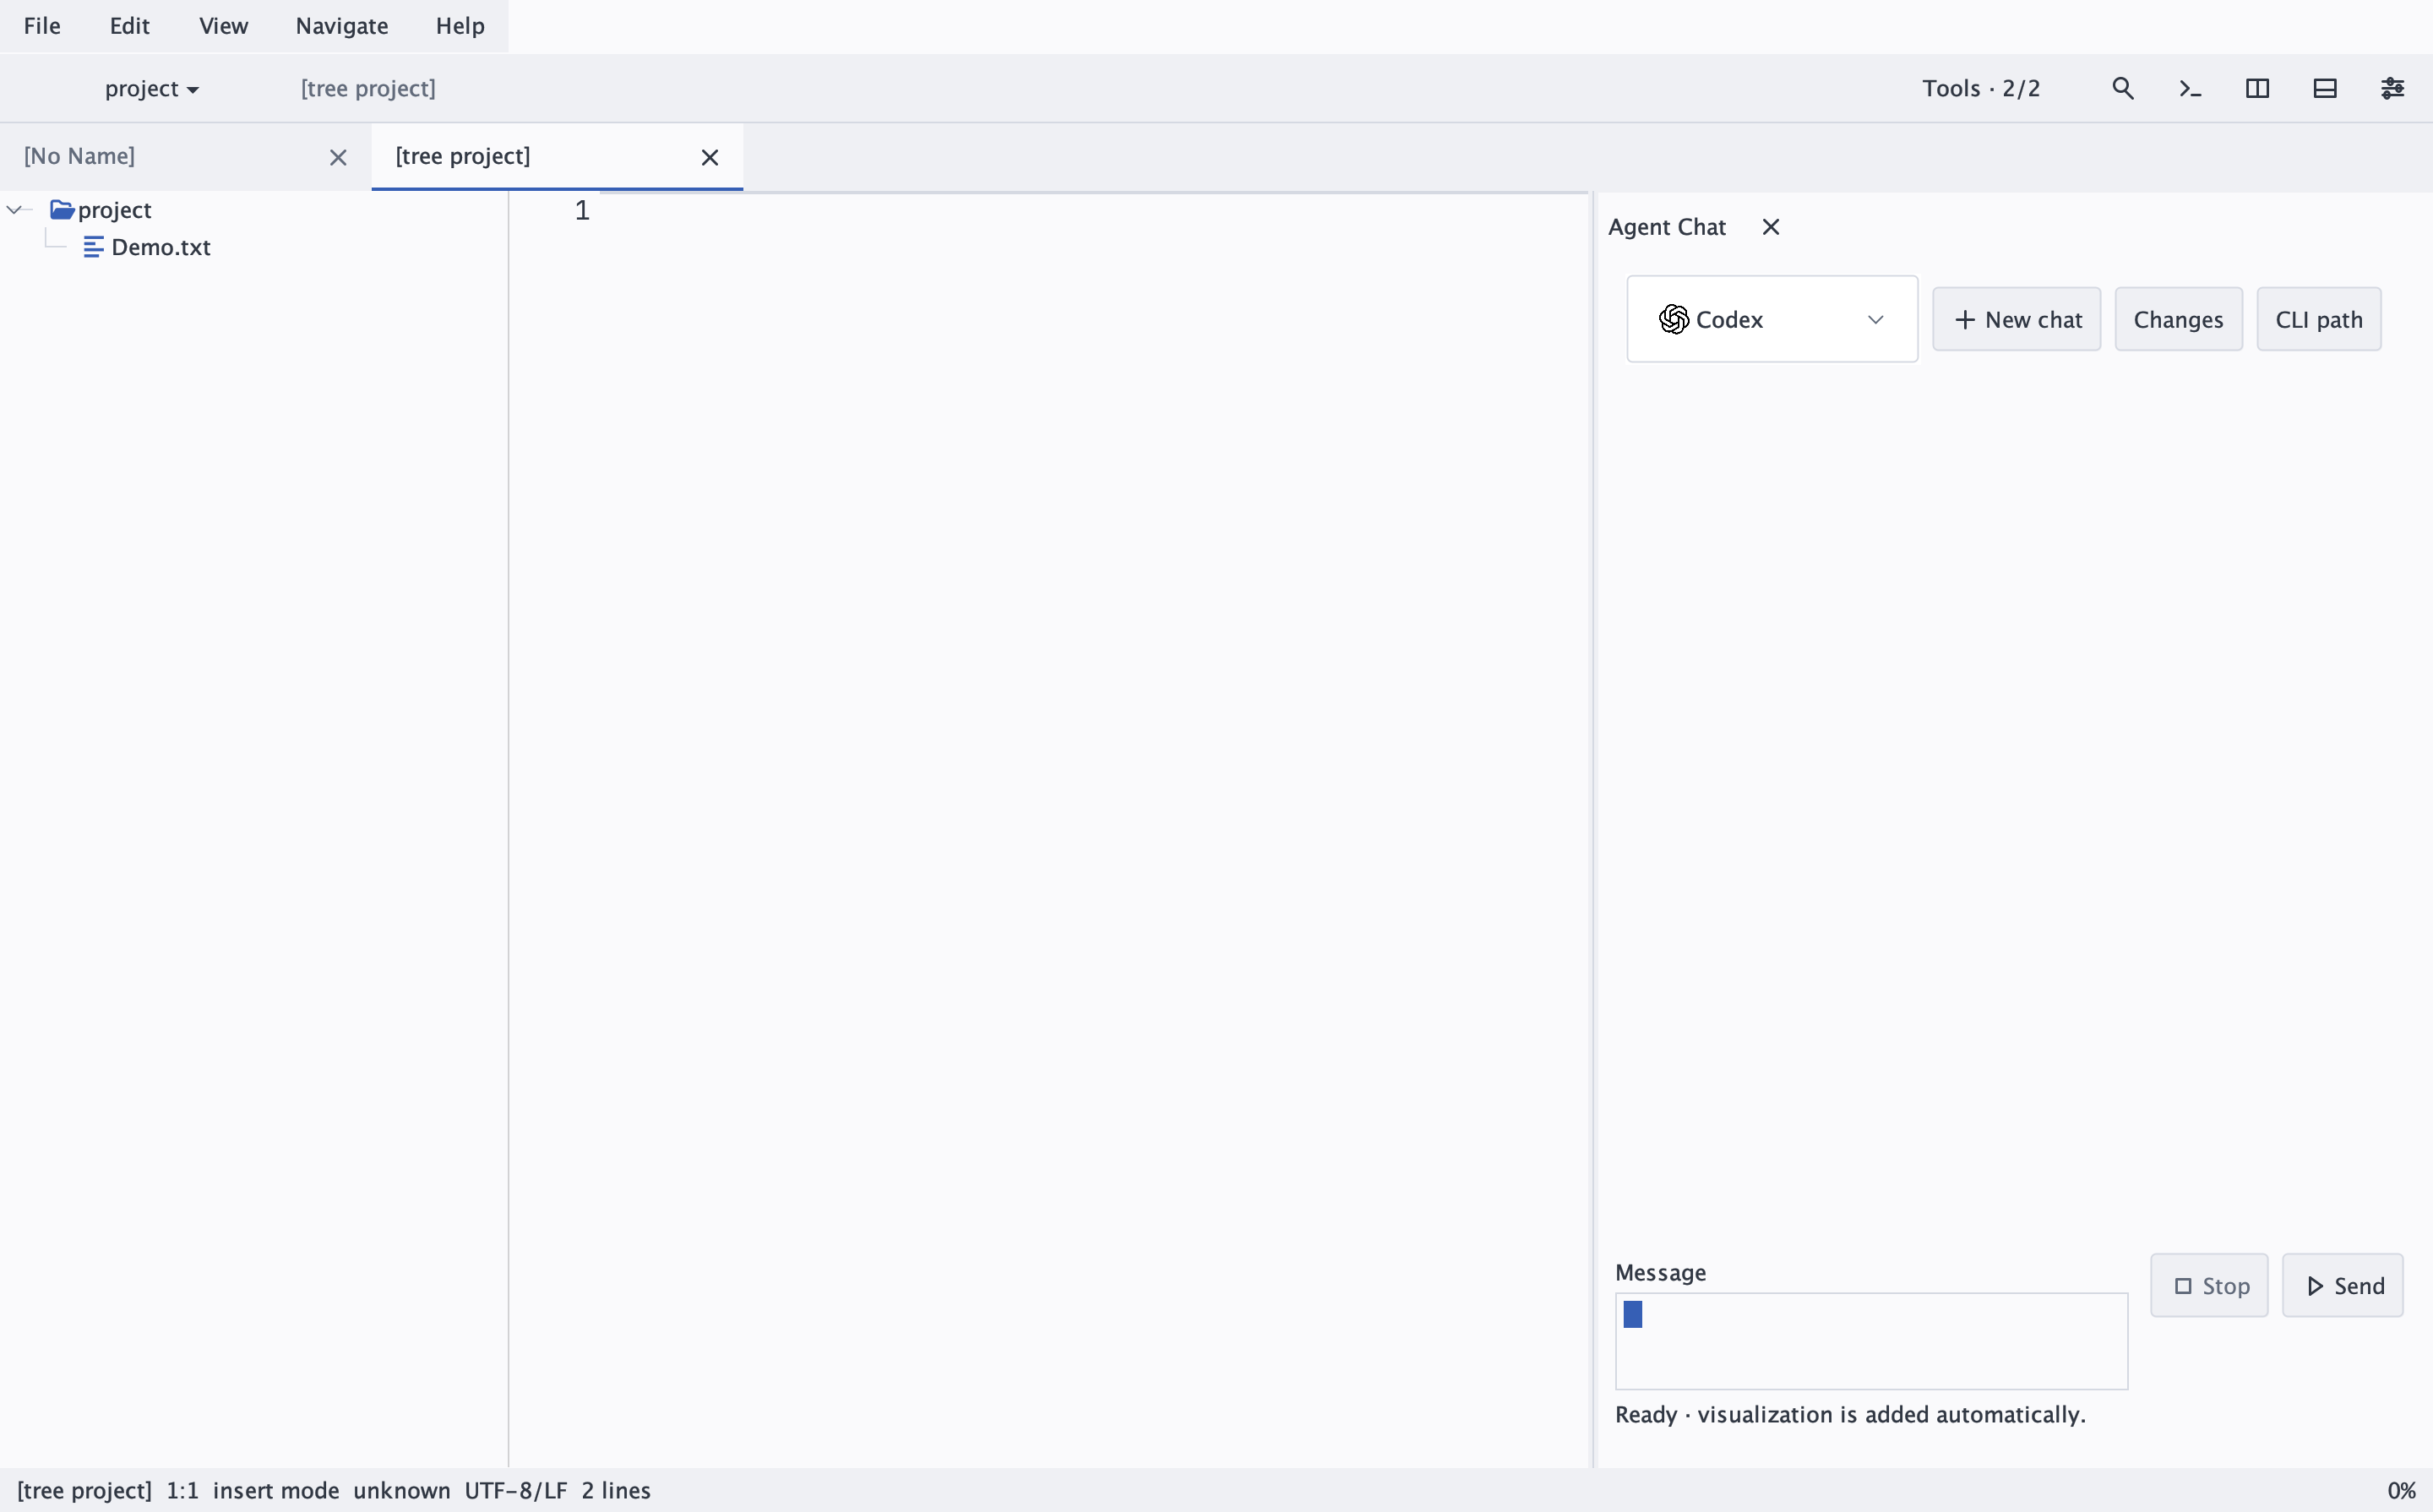 File Edit View Navigate Help
project [tree project] Tools · 2/2
[No Name] [tree project]
project
Demo.txt
1
Agent Chat
Codex New chat Changes CLI path
Message
Stop Send
Ready · visualization is added automatically.
[tree project] 1:1 insert mode unknown UTF-8/LF 2 lines 0%